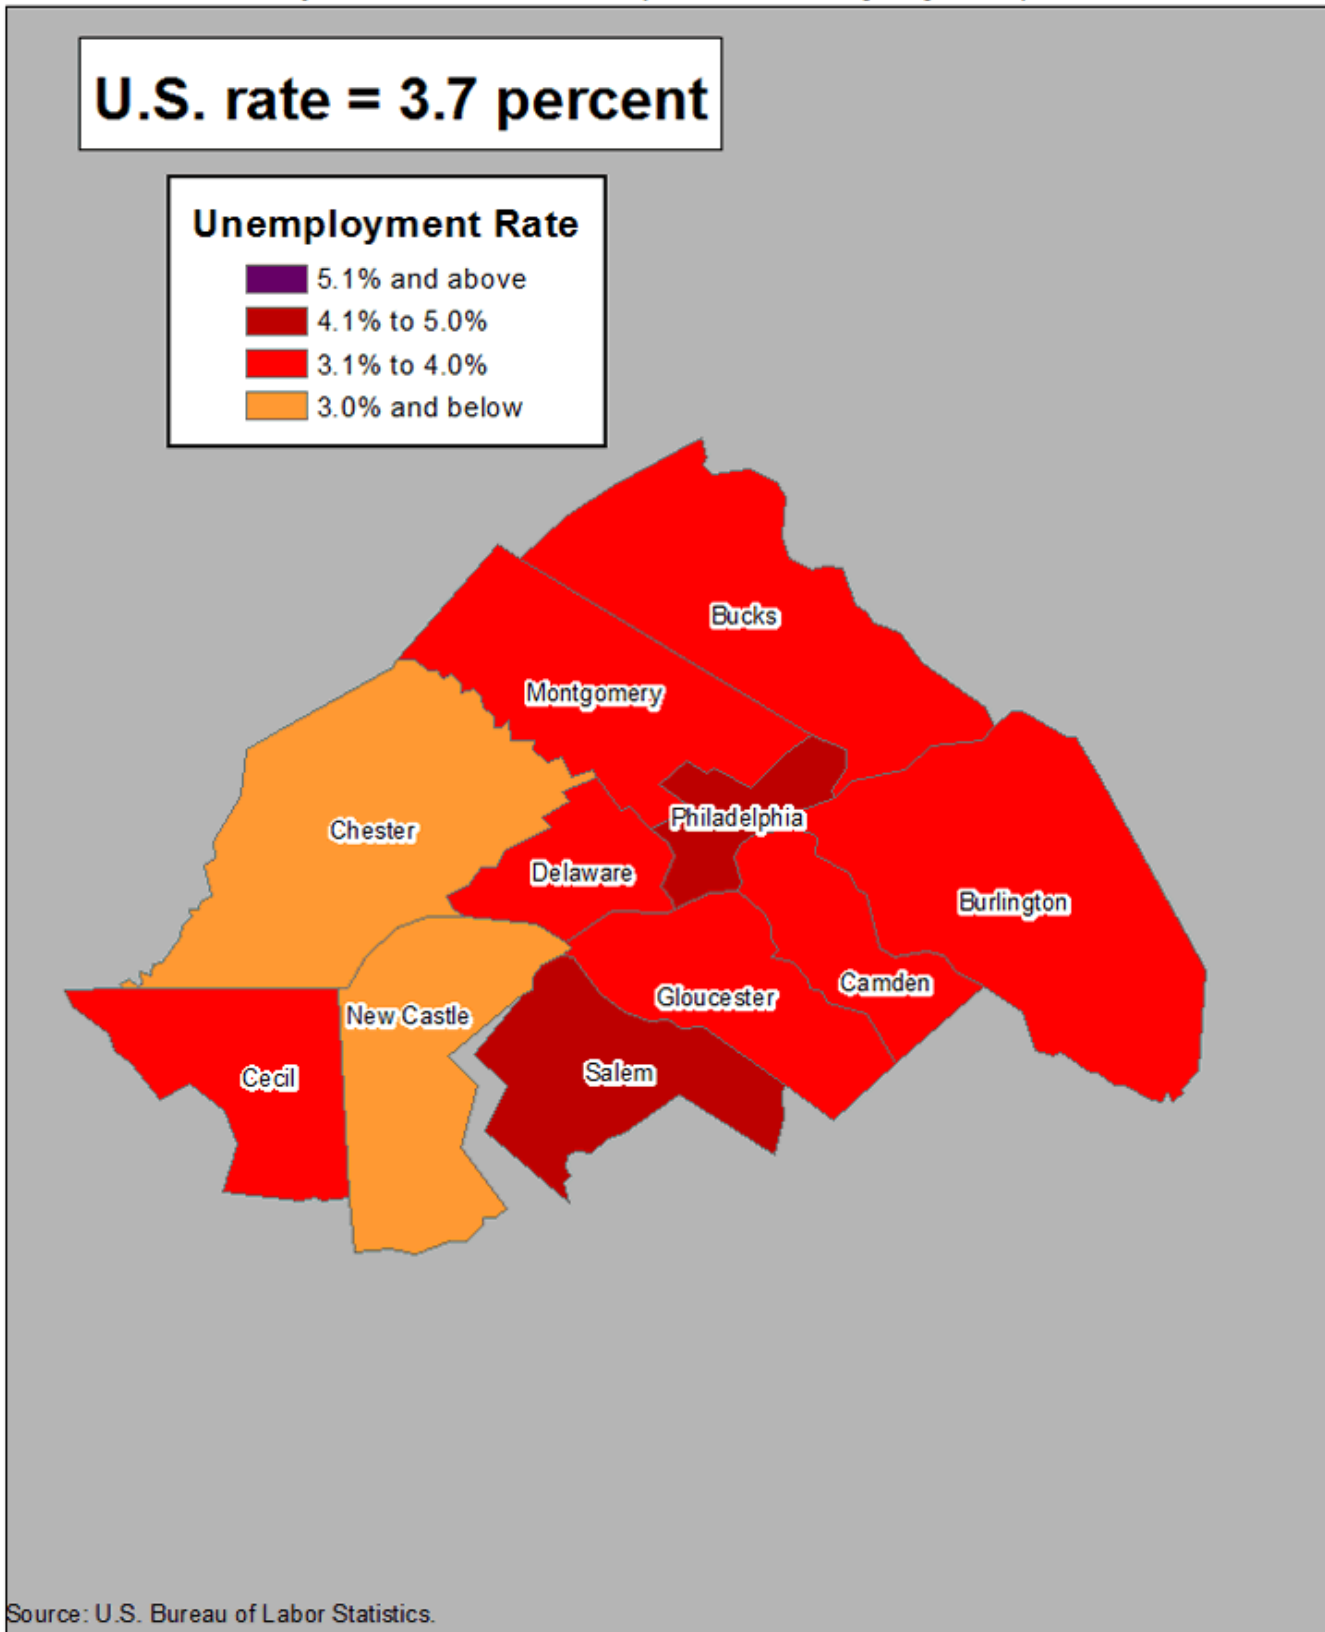 U.S. rate = 3.7 percent
Unemployment Rate
5.1% and above
4.1% to 5.0%
3.1% to 4.0%
3.0% and below
Bucks
Montgomery
Philadelphia
Chester
Delaware
Burlington
Camden
Gloucester
New Castle
Salem
Cecil
Source: U.S. Bureau of Labor Statistics.